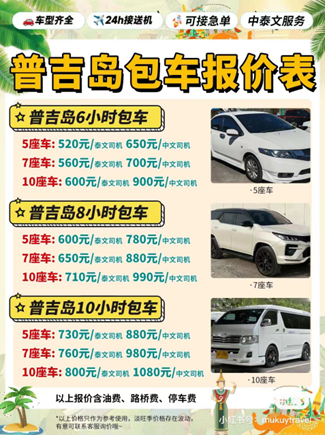 车型齐全
24h接送机
可接急单
中泰文服务
普吉岛包车报价表
普吉岛6小时包车
5座车: 520元/泰文司机 650元/中文司机
7座车: 560元/泰文司机 700元/中文司机
10座车: 600元/泰文司机 900元/中文司机
·5座车
普吉岛8小时包车
5座车: 600元/泰文司机 780元/中文司机
7座车: 650元/泰文司机 880元/中文司机
10座车: 710元/泰文司机 990元/中文司机
·7座车
普吉岛10小时包车
5座车: 730元/泰文司机 880元/中文司机
7座车: 760元/泰文司机 980元/中文司机
10座车: 800元/泰文司机 1080元/中文司机
·10座车
以上报价含油费、路桥费、停车费
*以上价格只作为参考使用，淡旺季价格存在波动，
有意可联系客服询价哦~
小红书号: mukuytravel